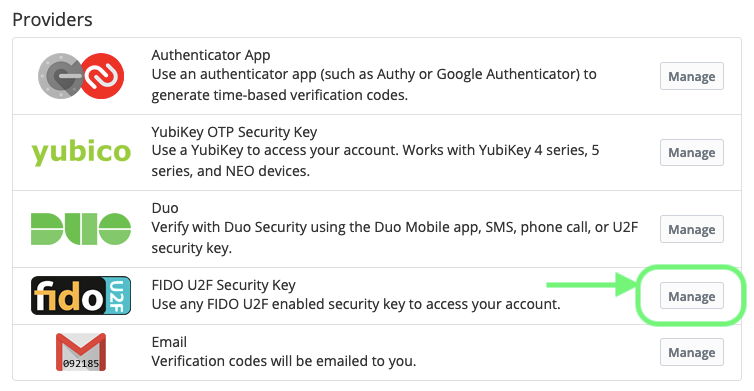 Providers
Authenticator App
Use an authenticator app (such as Authy or Google Authenticator) to
generate time-based verification codes.
Manage
yubico
YubiKey OTP Security Key
Use a YubiKey to access your account. Works with YubiKey 4 series, 5
series, and NEO devices.
Manage
DUO
Duo
Verify with Duo Security using the Duo Mobile app, SMS, phone call, or U2F
security key.
Manage
fido U2F
FIDO U2F Security Key
Use any FIDO U2F enabled security key to access your account.
Manage
092185
Email
Verification codes will be emailed to you.
Manage